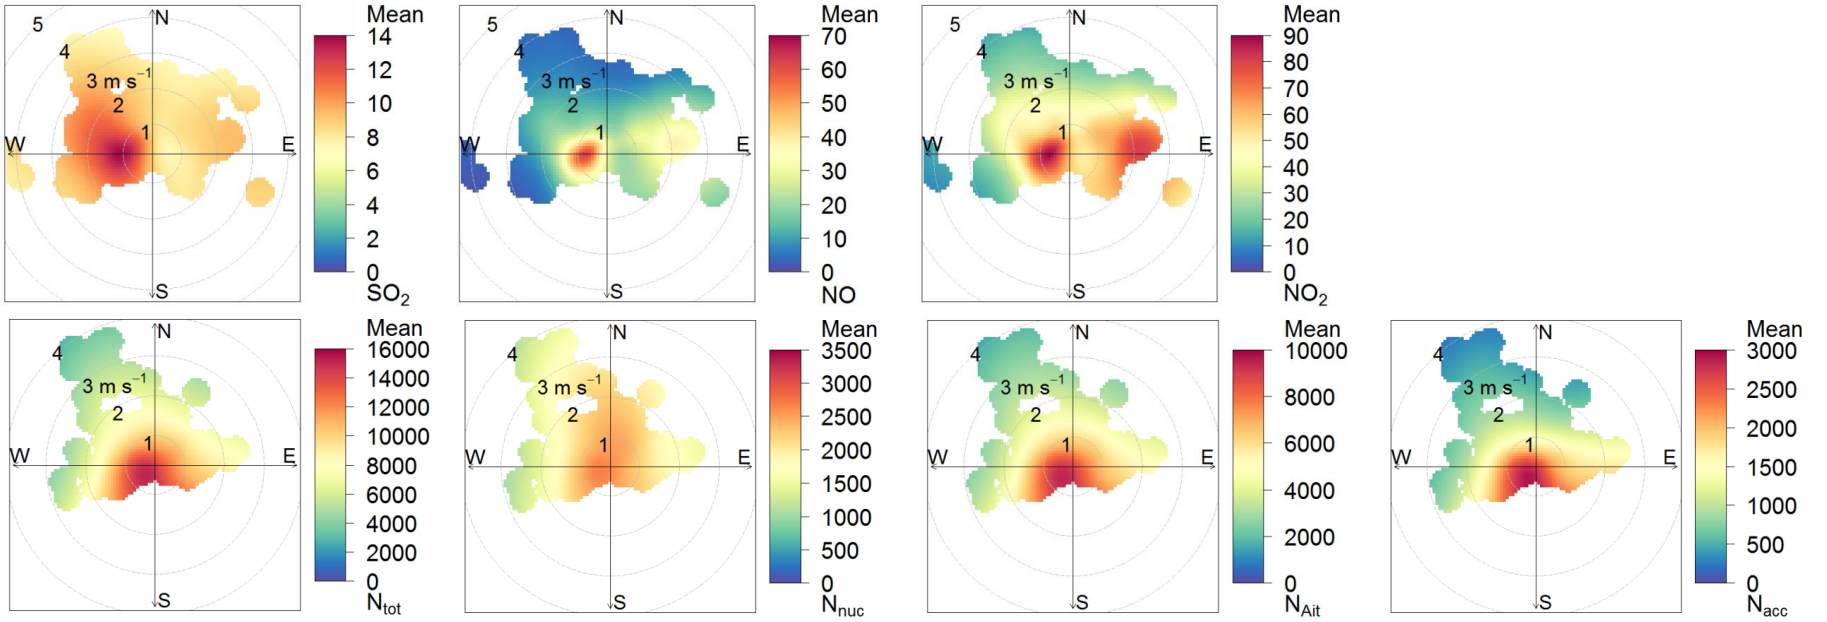 Mean
5
N
14
4
12
3 m s⁻¹
10
2
8
1
W
E
6
4
2
0
S
SO₂
Mean
5
N
70
4
60
3 m s⁻¹
50
2
40
1
W
E
30
20
10
0
S
NO
Mean
5
N
90
4
80
3 m s⁻¹
70
2
60
1
50
W
E
40
30
20
10
0
S
NO₂
Mean
N
16000
4
14000
3 m s⁻¹
12000
2
10000
1
8000
W
E
6000
4000
2000
0
S
N_tot
Mean
N
3500
4
3000
3 m s⁻¹
2500
2
2000
1
W
E
1500
1000
500
0
S
N_nuc
Mean
N
10000
4
8000
3 m s⁻¹
2
6000
1
W
E
4000
2000
0
S
N_Ait
Mean
N
3000
4
2500
3 m s⁻¹
2
2000
1
W
E
1500
1000
500
0
S
N_acc